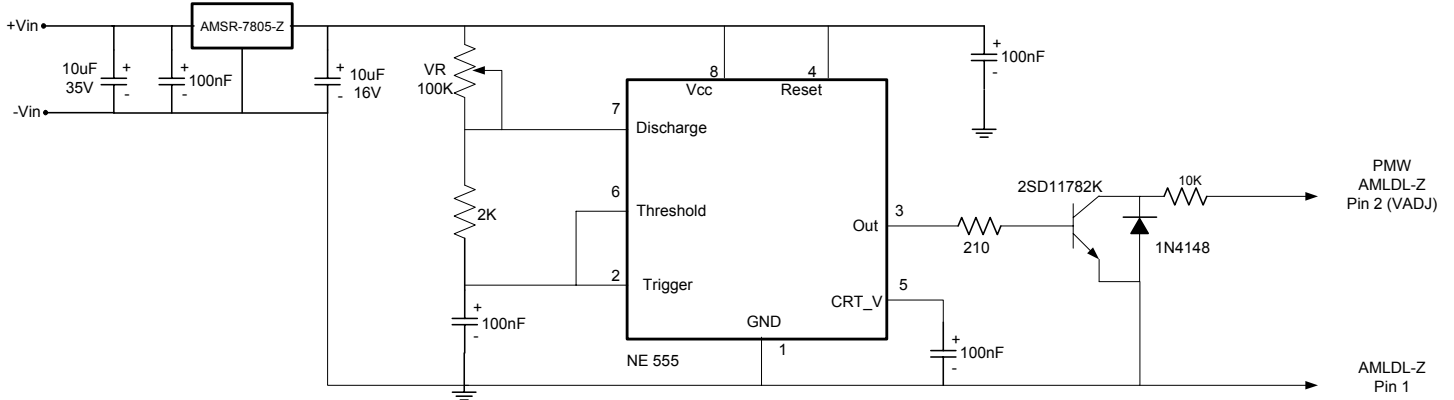 +Vin
AMSR-7805-Z
-Vin
10uF
35V
+
-
+
-
100nF
+
-
10uF
16V
VR
100K
2K
+
-
100nF
7
Discharge
6
Threshold
2
Trigger
8
Vcc
4
Reset
3
Out
5
CRT_V
GND
1
NE 555
+
-
100nF
+
-
100nF
210
2SD11782K
10K
1N4148
PMW
AMLDL-Z
Pin 2 (VADJ)
AMLDL-Z
Pin 1